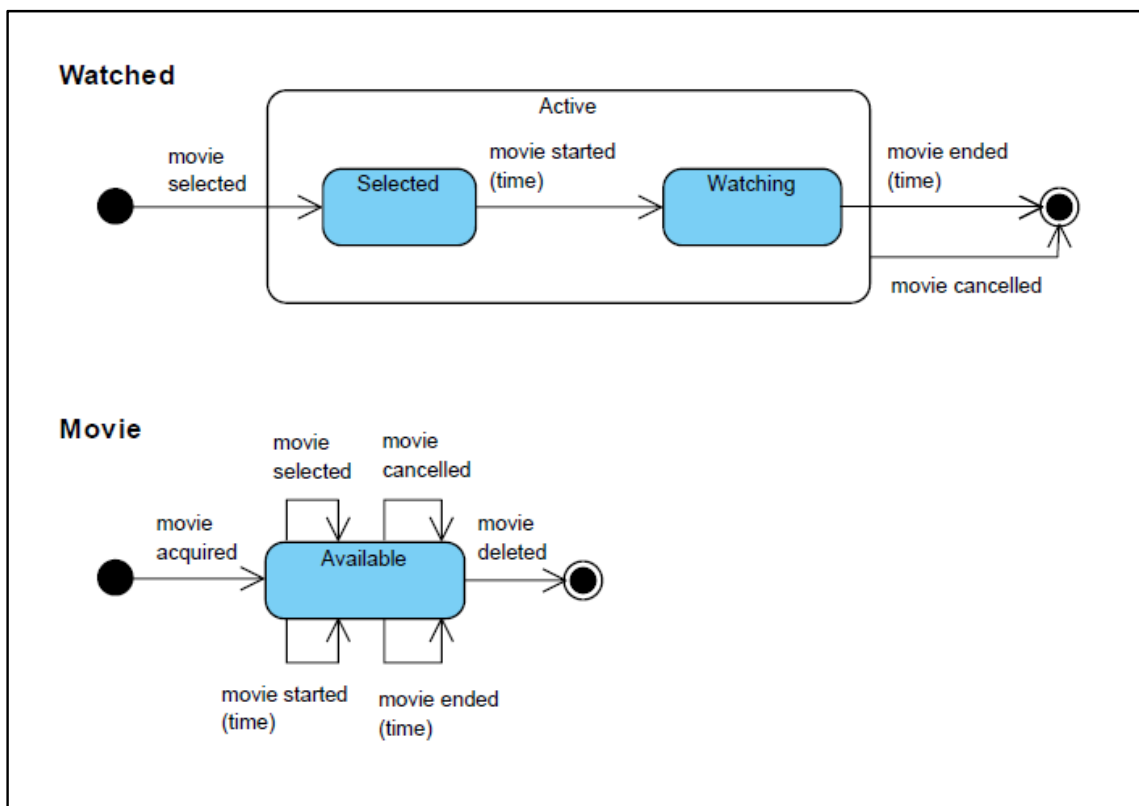 Watched
Active
movie
selected
Selected
movie started
(time)
Watching
movie ended
(time)
movie cancelled
Movie
movie
selected
movie
cancelled
movie
acquired
Available
movie
deleted
movie started
(time)
movie ended
(time)